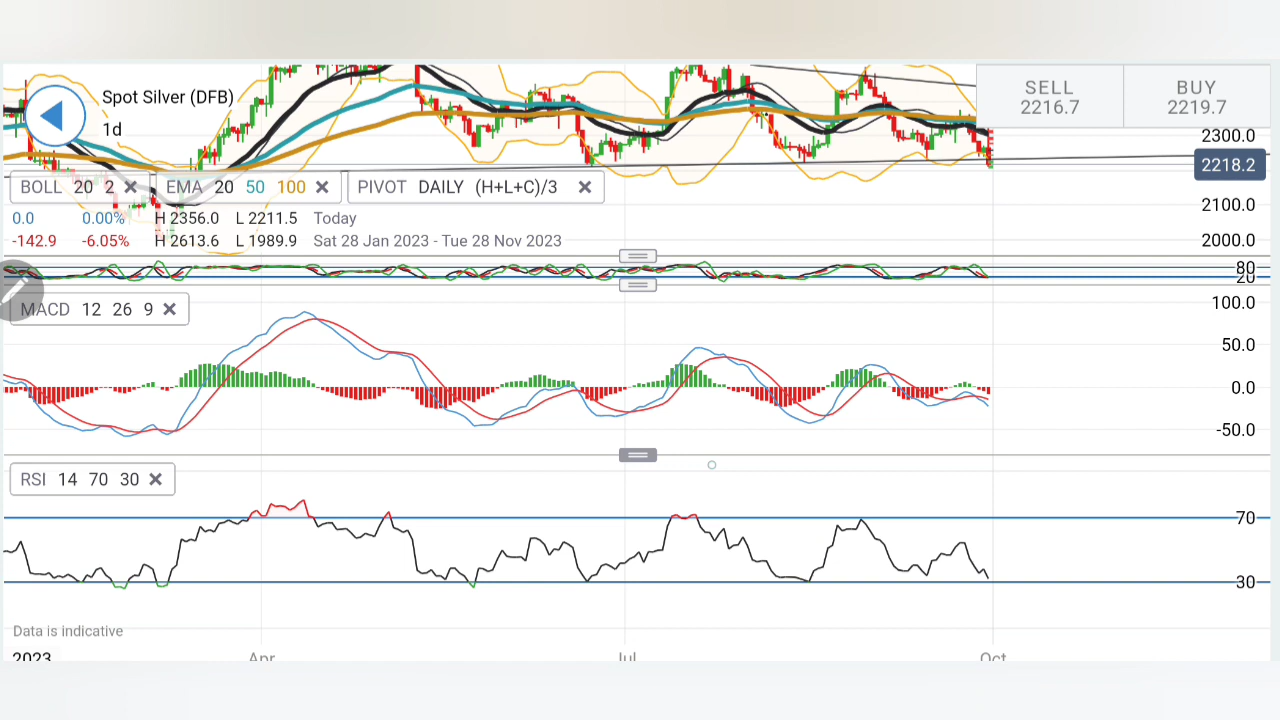 Spot Silver (DFB)
1d
SELL
2216.7
BUY
2219.7
2300.0
2218.2
2100.0
2000.0
BOLL 20 2
EMA 20 50 100
PIVOT DAILY (H+L+C)/3
0.0 0.00% H 2356.0 L 2211.5 Today
-142.9 -6.05% H 2613.6 L 1989.9 Sat 28 Jan 2023 - Tue 28 Nov 2023
80
20
MACD 12 26 9
100.0
50.0
0.0
-50.0
RSI 14 70 30
70
30
Data is indicative
2023 Apr Jul Oct